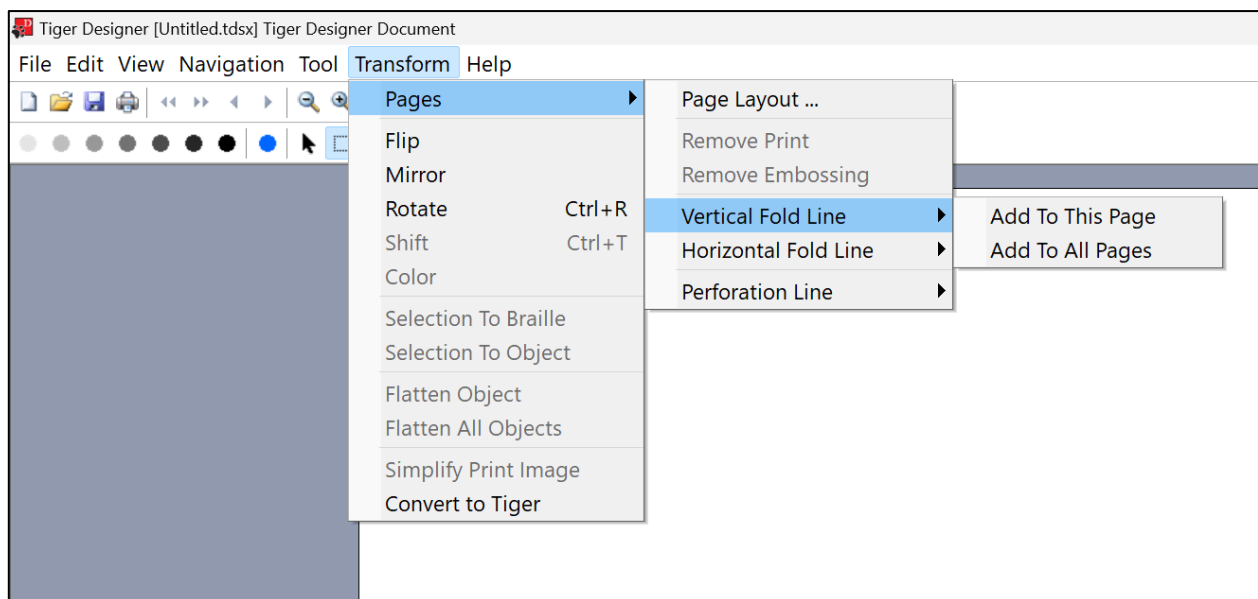 Tiger Designer [Untitled.tdsx] Tiger Designer Document
File Edit View Navigation Tool Transform Help
Pages
Flip
Mirror
Rotate Ctrl+R
Shift Ctrl+T
Color
Selection To Braille
Selection To Object
Flatten Object
Flatten All Objects
Simplify Print Image
Convert to Tiger
Page Layout ...
Remove Print
Remove Embossing
Vertical Fold Line
Horizontal Fold Line
Perforation Line
Add To This Page
Add To All Pages